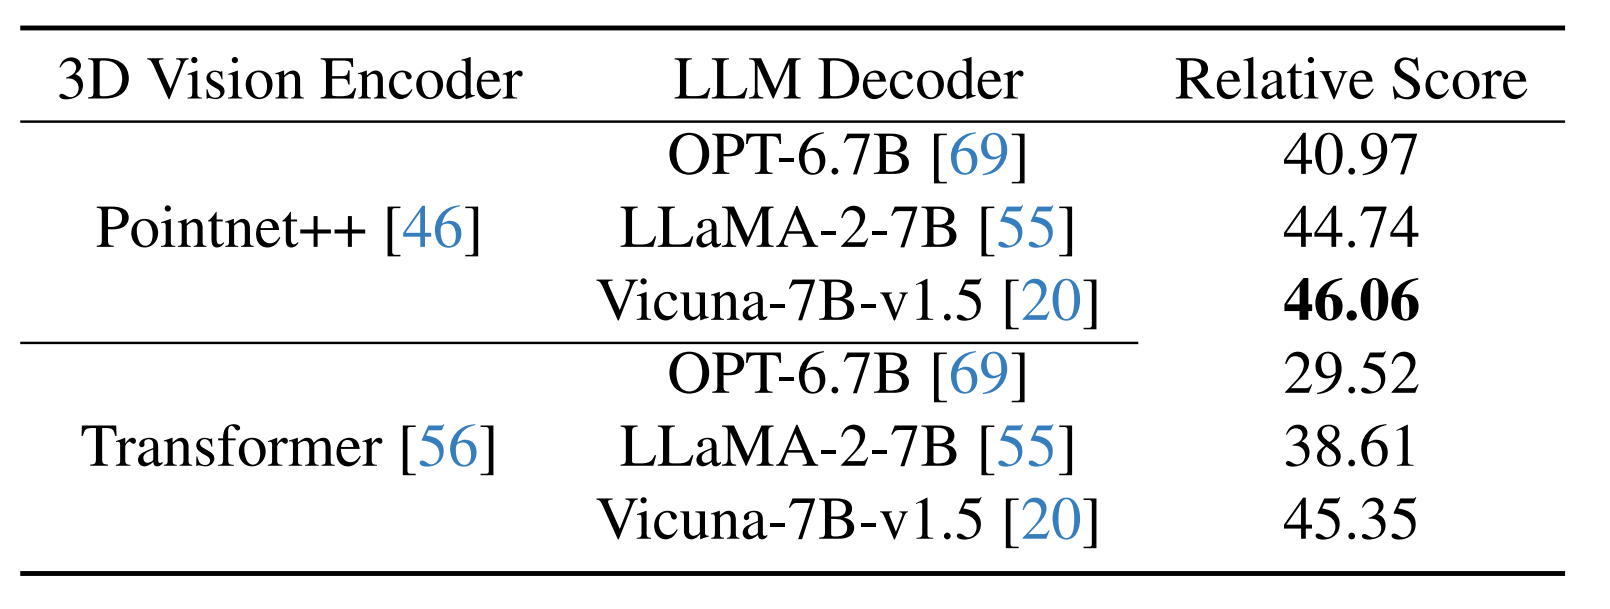 3D Vision Encoder LLM Decoder Relative Score
OPT-6.7B [69] 40.97
Pointnet++ [46] LLaMA-2-7B [55] 44.74
Vicuna-7B-v1.5 [20] 46.06
OPT-6.7B [69] 29.52
Transformer [56] LLaMA-2-7B [55] 38.61
Vicuna-7B-v1.5 [20] 45.35